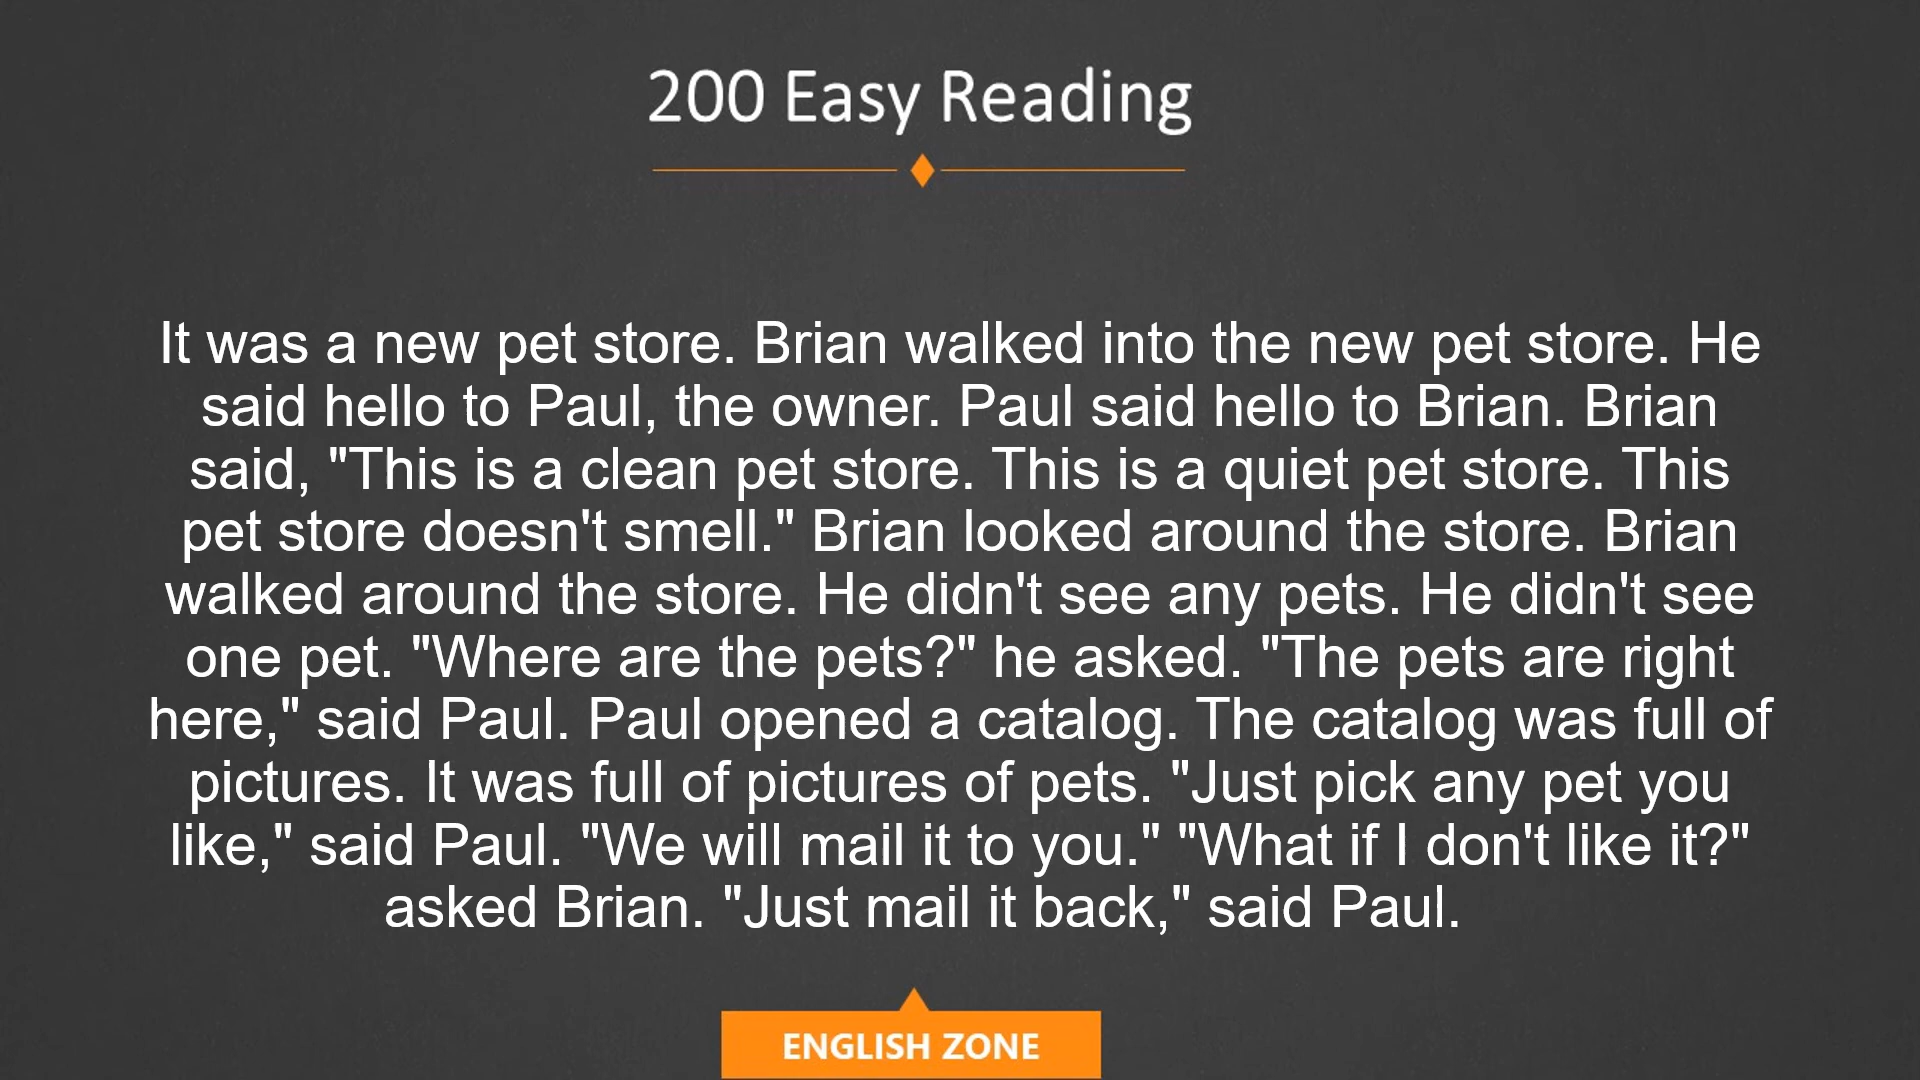 200 Easy Reading
It was a new pet store. Brian walked into the new pet store. He
said hello to Paul, the owner. Paul said hello to Brian. Brian
said, "This is a clean pet store. This is a quiet pet store. This
pet store doesn't smell." Brian looked around the store. Brian
walked around the store. He didn't see any pets. He didn't see
one pet. "Where are the pets?" he asked. "The pets are right
here," said Paul. Paul opened a catalog. The catalog was full of
pictures. It was full of pictures of pets. "Just pick any pet you
like," said Paul. "We will mail it to you." "What if I don't like it?"
asked Brian. "Just mail it back," said Paul.
ENGLISH ZONE